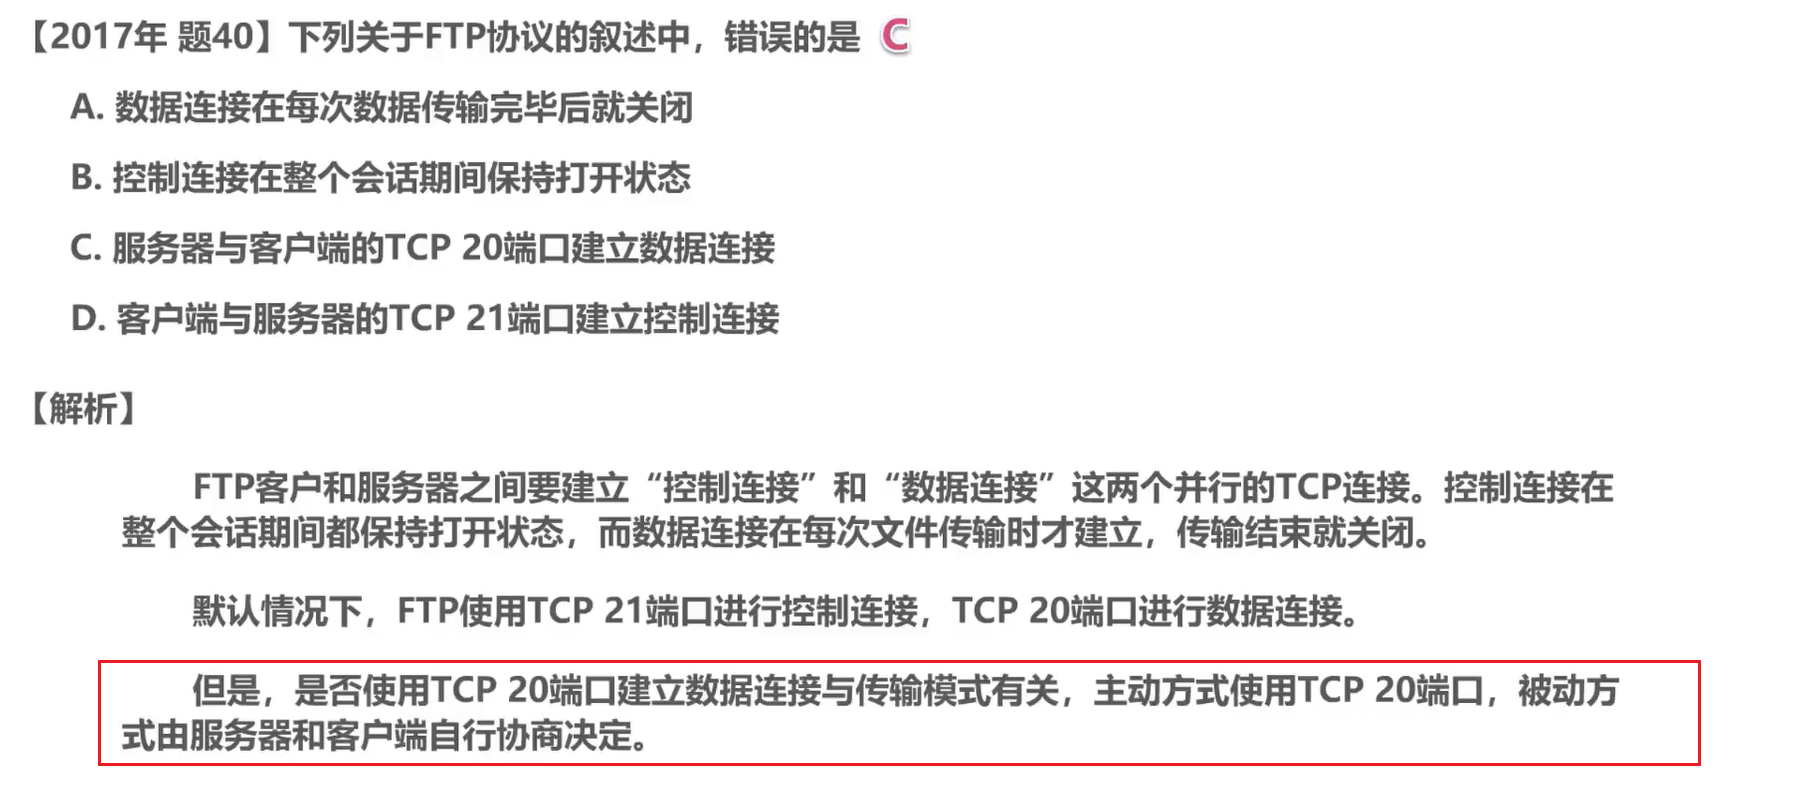 【2017年 题40】下列关于FTP协议的叙述中，错误的是 C
A. 数据连接在每次数据传输完毕后就关闭
B. 控制连接在整个会话期间保持打开状态
C. 服务器与客户端的TCP 20端口建立数据连接
D. 客户端与服务器的TCP 21端口建立控制连接
【解析】
FTP客户和服务器之间要建立“控制连接”和“数据连接”这两个并行的TCP连接。控制连接在
整个会话期间都保持打开状态，而数据连接在每次文件传输时才建立，传输结束就关闭。
默认情况下，FTP使用TCP 21端口进行控制连接，TCP 20端口进行数据连接。
但是，是否使用TCP 20端口建立数据连接与传输模式有关，主动方式使用TCP 20端口，被动方
式由服务器和客户端自行协商决定。